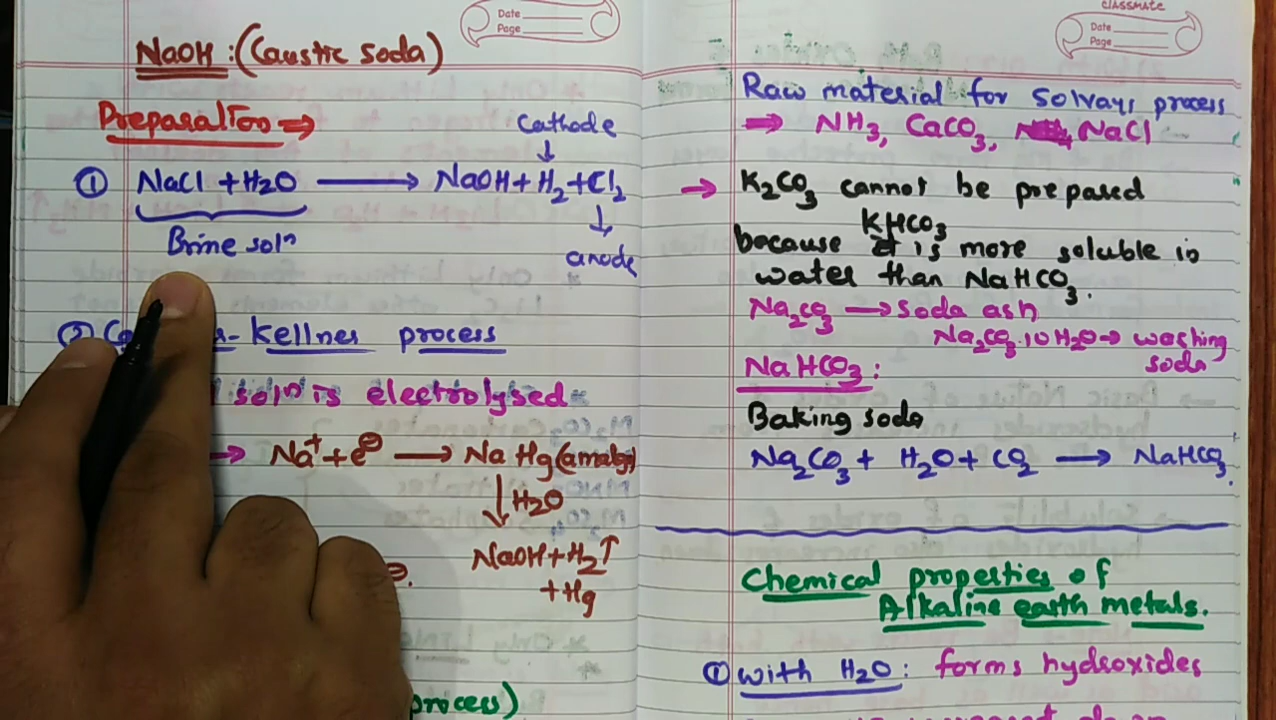 Date
Page
NaOH : (Caustic soda)
Preparation ⇒
Cathode
↓
① NaCl + H2O ⟶ NaOH + H2 + Cl2
↓
Brine solⁿ
anode
-kellner process
solⁿ is electrolysed
→ Na⁺ + e⊖ ⟶ Na Hg (amalgy)
↓ H2O
NaOH + H2↑
+ Hg
process)
CLASSMATE
Date
Page
Raw material for solvays process
⇒ NH3, CaCO3, NaCl
→ K2CO3 cannot be prepared
KHCO3
because it is more soluble in
water than NaHCO3.
Na2CO3 ⟶ soda ash
Na2CO3.10H2O → washing
soda
NaHCO3 :
Baking soda
Na2CO3 + H2O + CO2 ⟶ NaHCO3.
Chemical properties of
Alkaline earth metals.
① with H2O : forms hydroxides